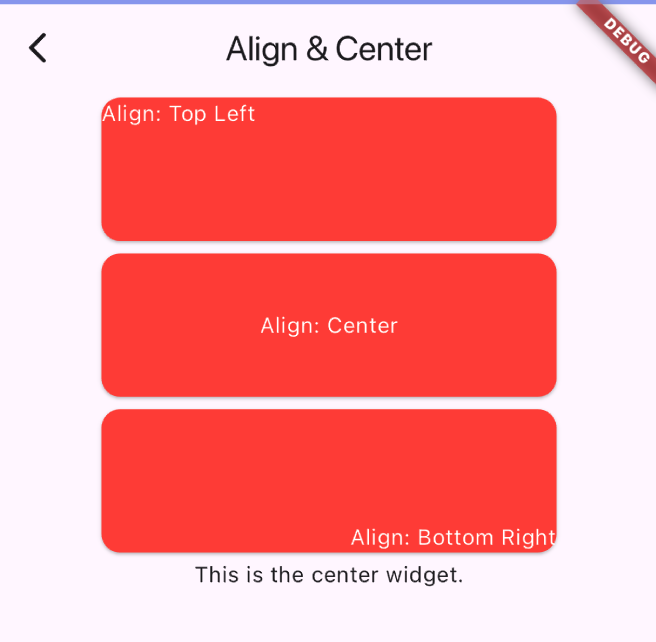 Align & Center
DEBUG
Align: Top Left
Align: Center
Align: Bottom Right
This is the center widget.